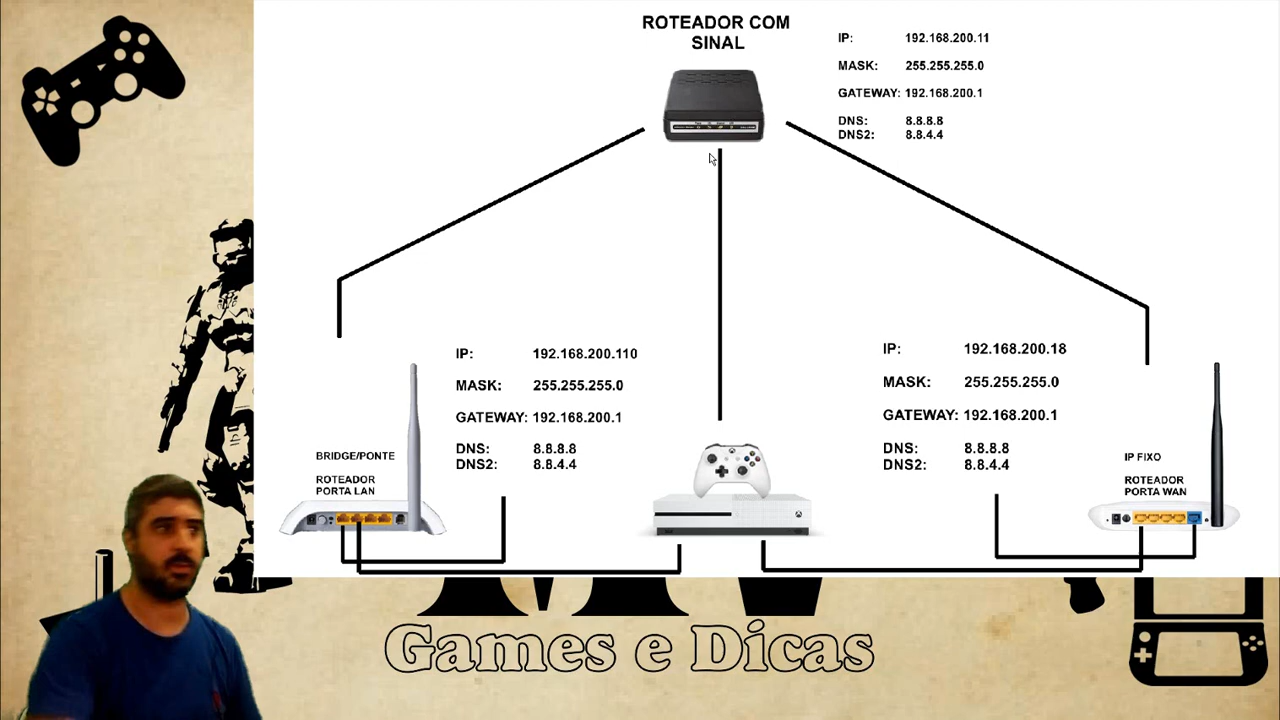 ROTEADOR COM
SINAL
IP: 192.168.200.11
MASK: 255.255.255.0
GATEWAY: 192.168.200.1
DNS: 8.8.8.8
DNS2: 8.8.4.4
IP: 192.168.200.110
MASK: 255.255.255.0
GATEWAY: 192.168.200.1
DNS: 8.8.8.8
DNS2: 8.8.4.4
BRIDGE/PONTE
ROTEADOR
PORTA LAN
IP: 192.168.200.18
MASK: 255.255.255.0
GATEWAY: 192.168.200.1
DNS: 8.8.8.8
DNS2: 8.8.4.4
IP FIXO
ROTEADOR
PORTA WAN
Games e Dicas